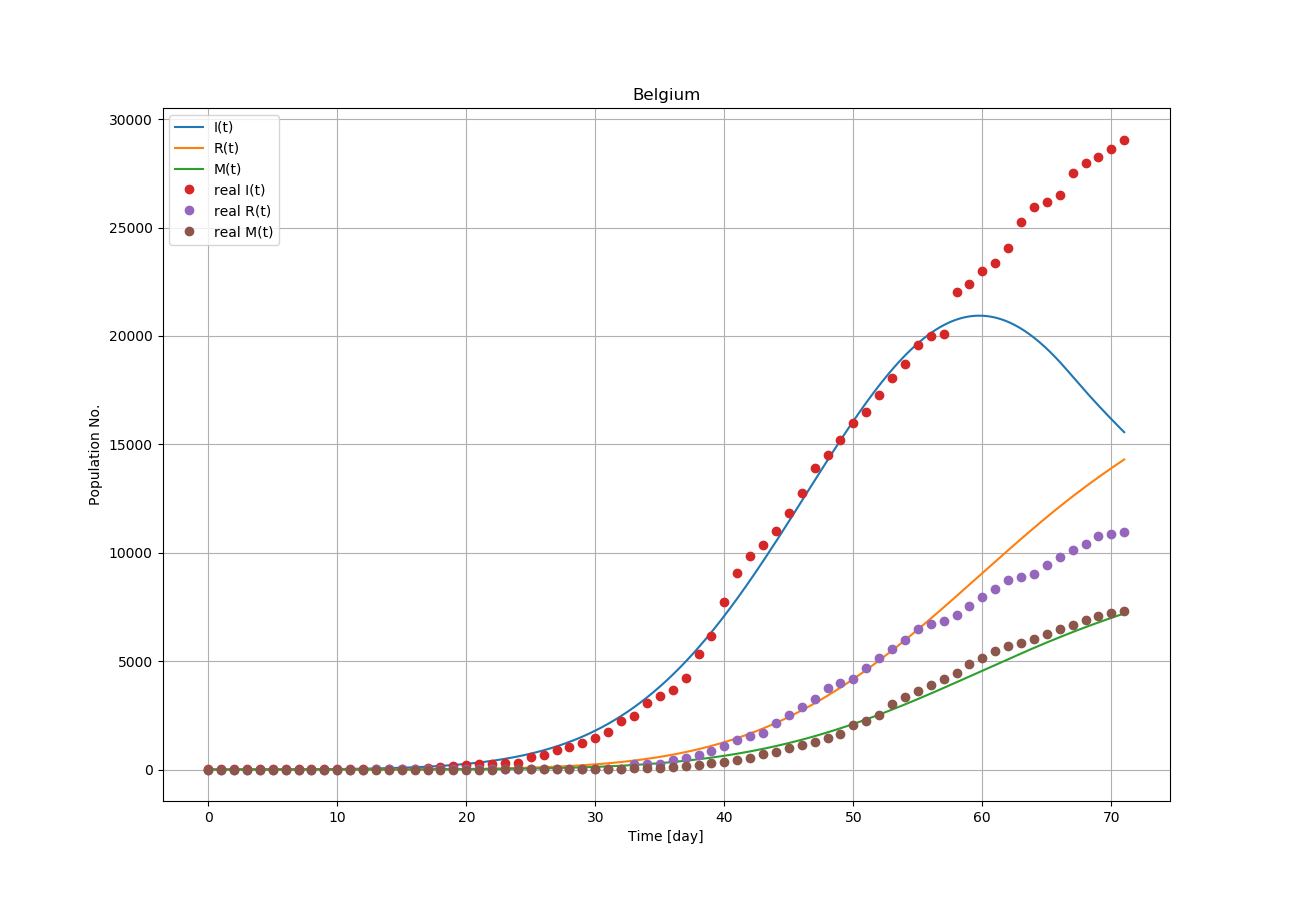 Belgium
I(t)
R(t)
M(t)
real I(t)
real R(t)
real M(t)
30000
25000
20000
15000
10000
5000
0
Population No.
0 10 20 30 40 50 60 70
Time [day]